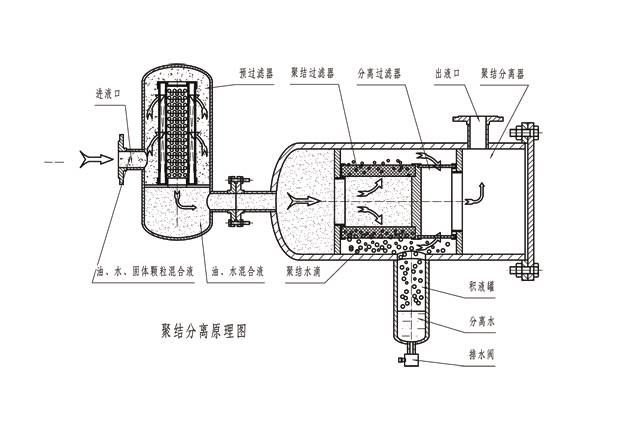 预过滤器
聚结过滤器
分离过滤器
出液口
聚结分离器
进液口
油、水、固体颗粒混合液
油、水混合液
聚结水滴
积液罐
分离水
排水阀
聚结分离原理图